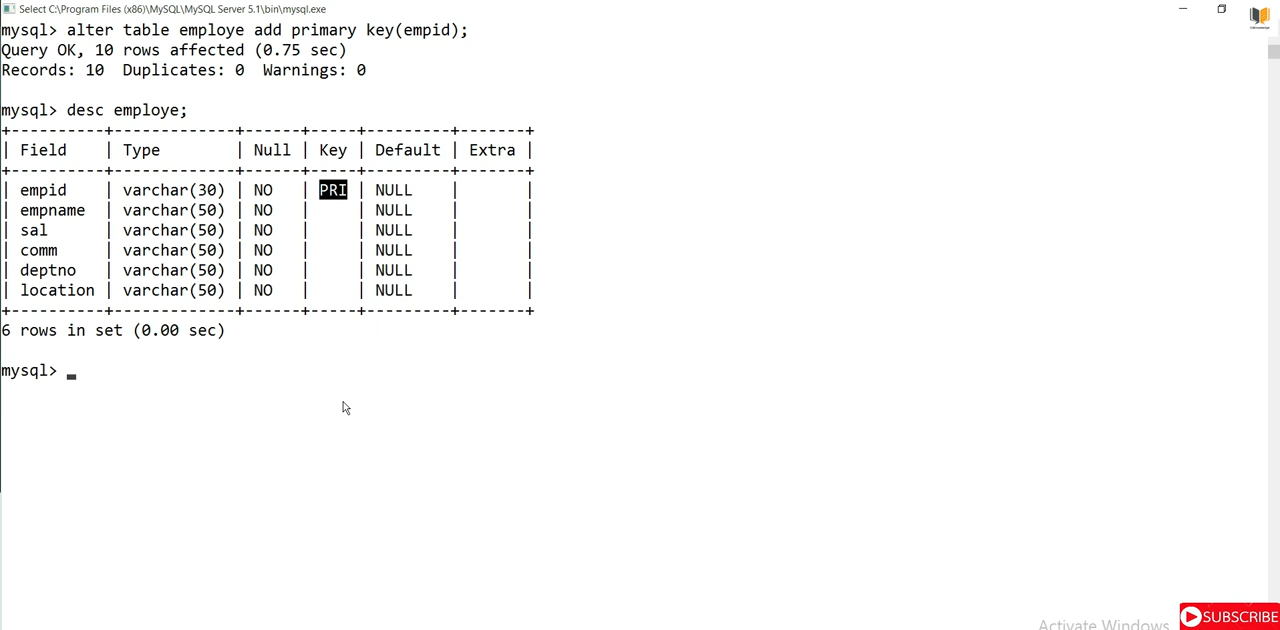 Select C:\Program Files (x86)\MySQL\MySQL Server 5.1\bin\mysql.exe
mysql> alter table employe add primary key(empid);
Query OK, 10 rows affected (0.75 sec)
Records: 10  Duplicates: 0  Warnings: 0
mysql> desc employe;
+----------+-------------+------+-----+---------+-------+
| Field    | Type        | Null | Key | Default | Extra |
+----------+-------------+------+-----+---------+-------+
| empid    | varchar(30) | NO   | PRI | NULL    |       |
| empname  | varchar(50) | NO   |     | NULL    |       |
| sal      | varchar(50) | NO   |     | NULL    |       |
| comm     | varchar(50) | NO   |     | NULL    |       |
| deptno   | varchar(50) | NO   |     | NULL    |       |
| location | varchar(50) | NO   |     | NULL    |       |
+----------+-------------+------+-----+---------+-------+
6 rows in set (0.00 sec)
mysql> _
Activate Windows
SUBSCRIBE